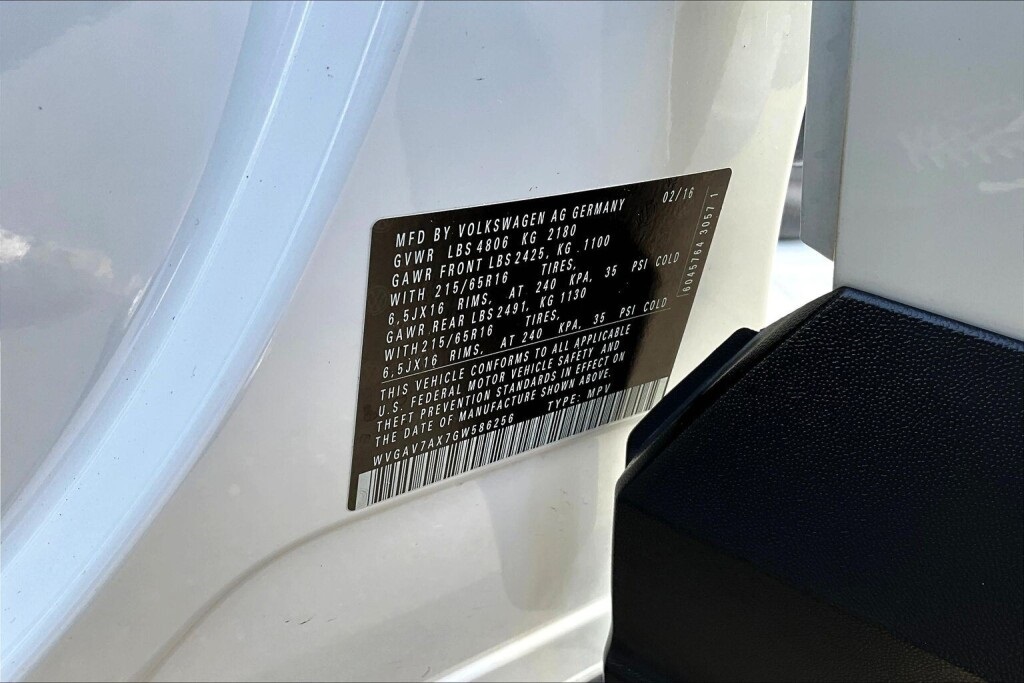 MFD BY VOLKSWAGEN AG GERMANY 02/16
GVWR LBS 4806 KG 2180
GAWR FRONT LBS 2425, KG .1100
WITH 215/65R16 TIRES,
6,5JX16 RIMS, AT 240 KPA, 35 PSI COLD
GAWR.REAR LBS 2491, KG 1130
WITH 215/65R16 TIRES,
6,5JX16 RIMS, AT 240 KPA, 35 PSI COLD
THIS VEHICLE CONFORMS TO ALL APPLICABLE
U.S. FEDERAL MOTOR VEHICLE SAFETY AND
THEFT PREVENTION STANDARDS IN EFFECT ON
THE DATE OF MANUFACTURE SHOWN ABOVE.
WVGAV7AX7GW586256 TYPE: MPV
6045764 3057 1